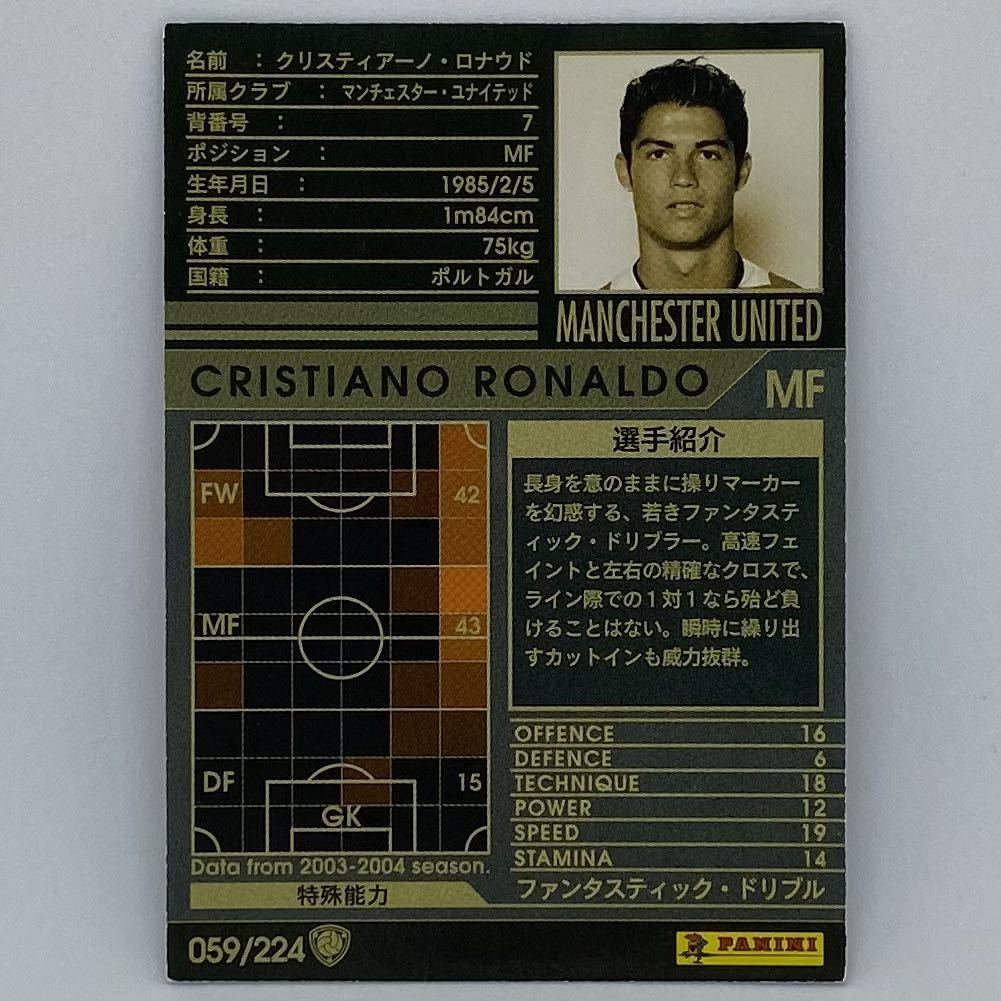 名前 : クリスティアーノ・ロナウド
所属クラブ : マンチェスター・ユナイテッド
背番号 : 7
ポジション : MF
生年月日 : 1985/2/5
身長 : 1m84cm
体重 : 75kg
国籍 : ポルトガル
MANCHESTER UNITED
CRISTIANO RONALDO MF
FW 42
MF 43
DF 15
GK
Data from 2003-2004 season.
特殊能力
選手紹介
長身を意のままに操りマーカー
を幻惑する、若きファンタステ
ィック・ドリブラー。高速フェ
イントと左右の精確なクロスで、
ライン際での1対1なら殆ど負
けることはない。瞬時に繰り出
すカットインも威力抜群。
OFFENCE 16
DEFENCE 6
TECHNIQUE 18
POWER 12
SPEED 19
STAMINA 14
ファンタスティック・ドリブル
059/224
PANINI